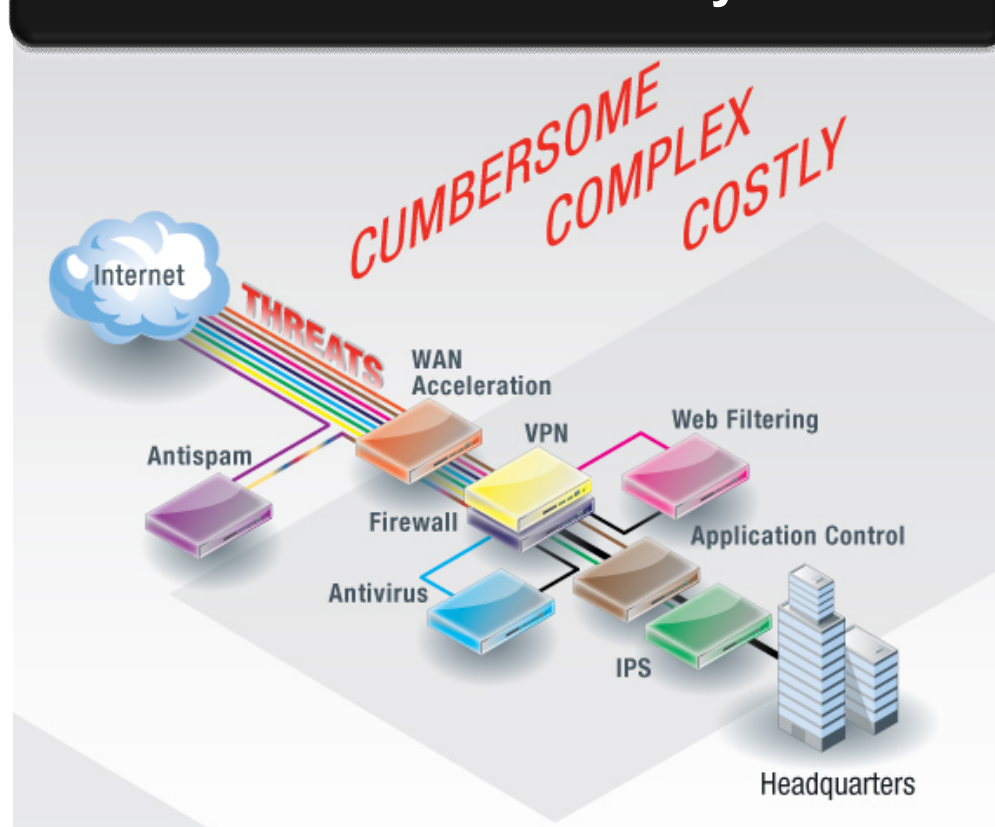 CUMBERSOME
COMPLEX
COSTLY
Internet
THREATS
WAN
Acceleration
VPN
Web Filtering
Antispam
Firewall
Application Control
Antivirus
IPS
Headquarters